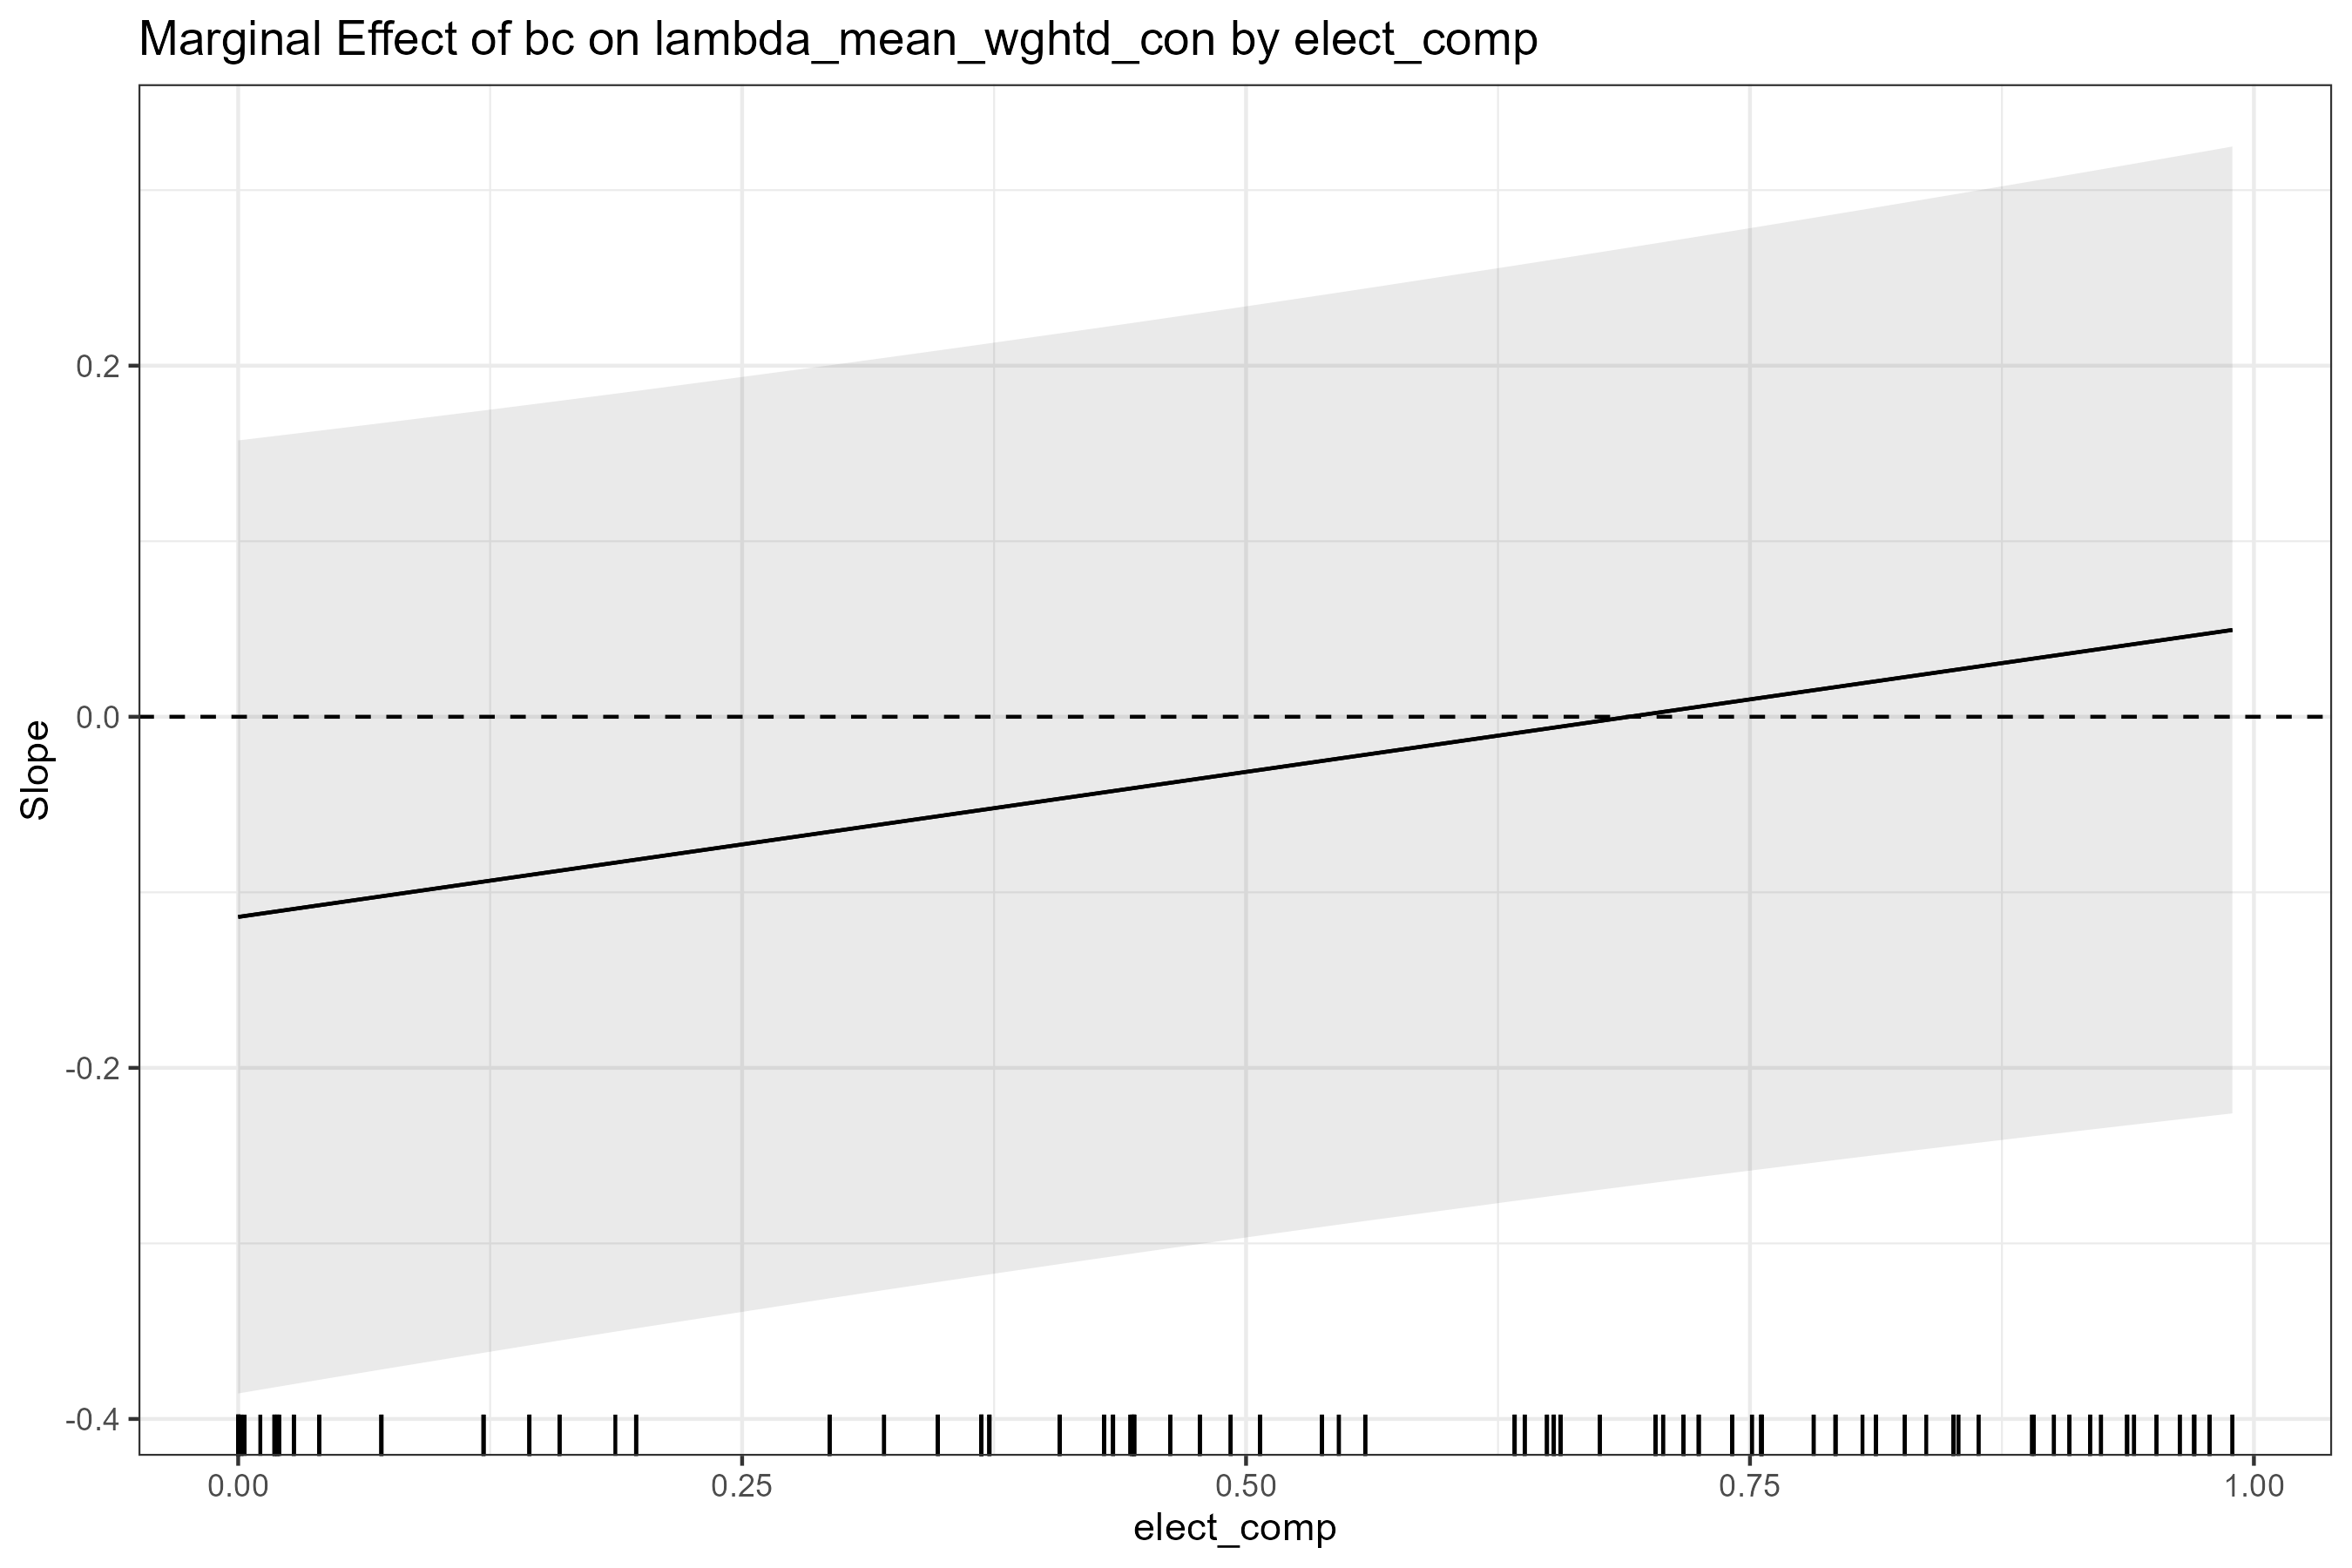 Marginal Effect of bc on lambda_mean_wghtd_con by elect_comp
Slope
0.2
0.0
-0.2
-0.4
0.00 0.25 0.50 0.75 1.00
elect_comp